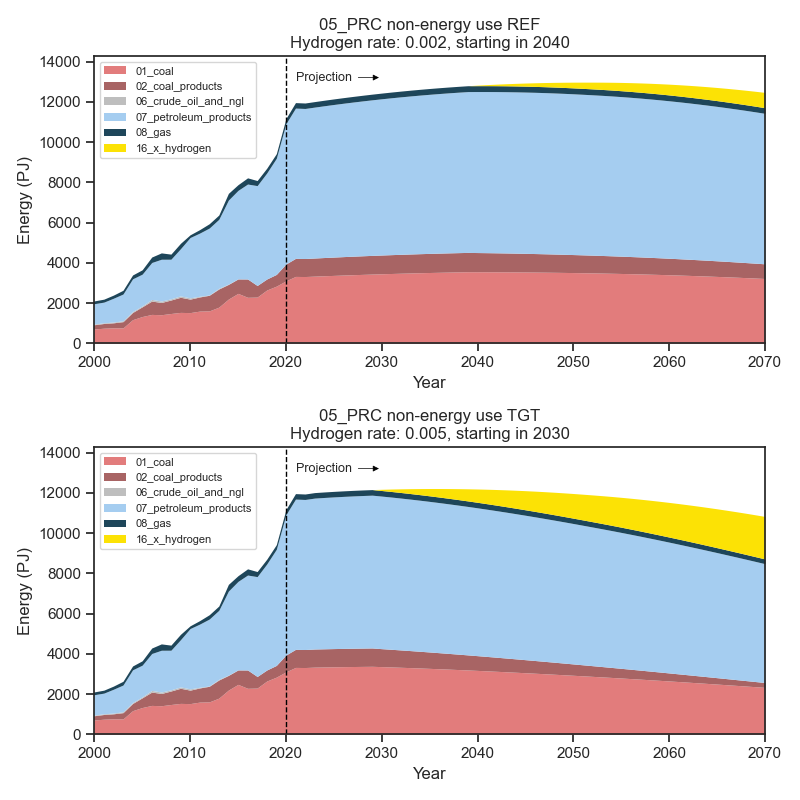 05_PRC non-energy use REF
Hydrogen rate: 0.002, starting in 2040
14000
12000
10000
8000
6000
4000
2000
0
Energy (PJ)
01_coal
02_coal_products
06_crude_oil_and_ngl
07_petroleum_products
08_gas
16_x_hydrogen
Projection
2000 2010 2020 2030 2040 2050 2060 2070
Year
05_PRC non-energy use TGT
Hydrogen rate: 0.005, starting in 2030
14000
12000
10000
8000
6000
4000
2000
0
Energy (PJ)
01_coal
02_coal_products
06_crude_oil_and_ngl
07_petroleum_products
08_gas
16_x_hydrogen
Projection
2000 2010 2020 2030 2040 2050 2060 2070
Year